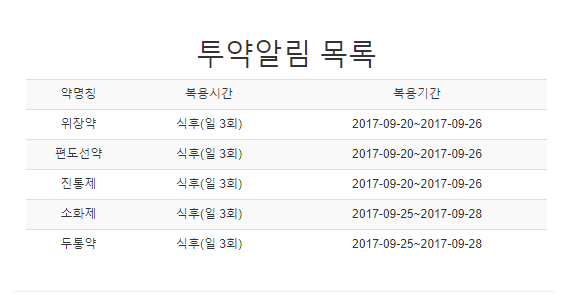 투약알림 목록
약명칭 복용시간 복용기간
위장약 식후(일 3회) 2017-09-20~2017-09-26
편도선약 식후(일 3회) 2017-09-20~2017-09-26
진통제 식후(일 3회) 2017-09-20~2017-09-26
소화제 식후(일 3회) 2017-09-25~2017-09-28
두통약 식후(일 3회) 2017-09-25~2017-09-28